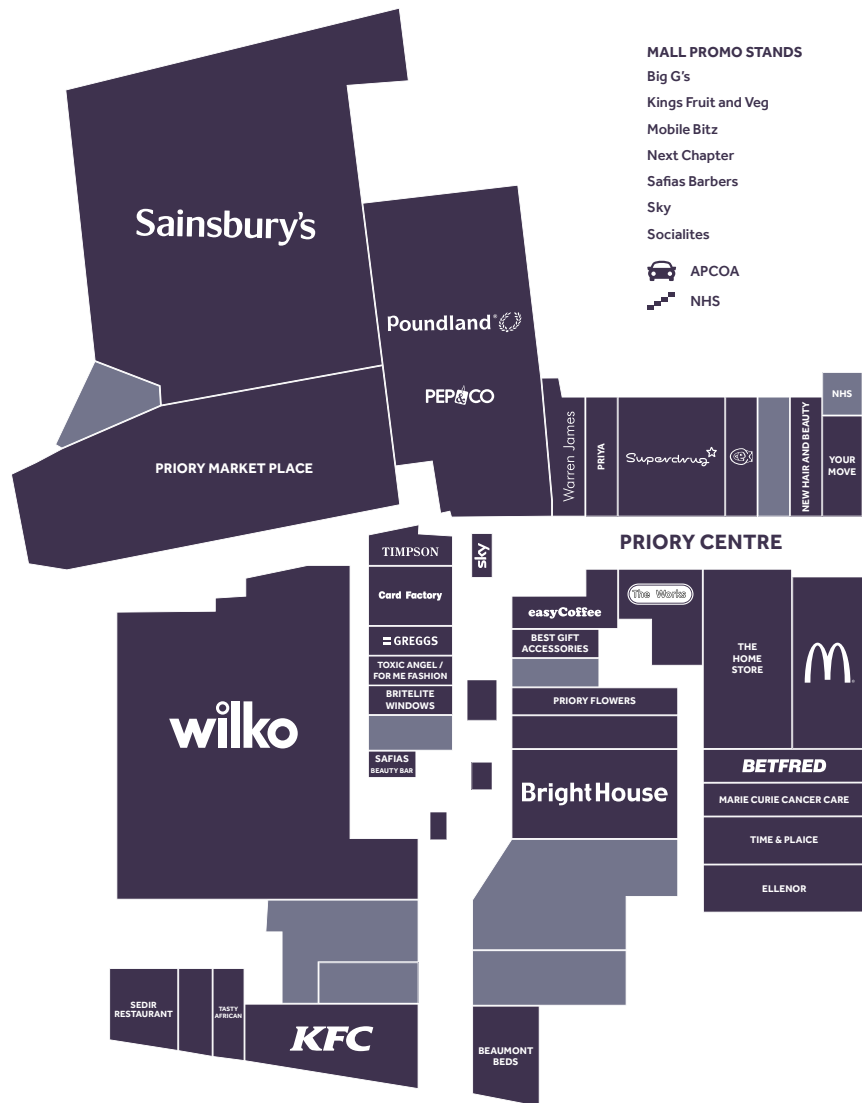 MALL PROMO STANDS
Big G's
Kings Fruit and Veg
Mobile Bitz
Next Chapter
Safias Barbers
Sky
Socialites
APCOA
NHS
Sainsbury's
Poundland
PEP&CO
PRIORY MARKET PLACE
Warren James
PRIYA
Superdrug
NEW HAIR AND BEAUTY
NHS
YOUR
MOVE
PRIORY CENTRE
TIMPSON
sky
Card Factory
GREGGS
TOXIC ANGEL /
FOR ME FASHION
BRITELITE
WINDOWS
SAFIAS
BEAUTY BAR
wilko
easyCoffee
The Works
BEST GIFT
ACCESSORIES
PRIORY FLOWERS
BrightHouse
THE
HOME
STORE
M
BETFRED
MARIE CURIE CANCER CARE
TIME & PLAICE
ELLENOR
SEDIR
RESTAURANT
TASTY
AFRICAN
KFC
BEAUMONT
BEDS